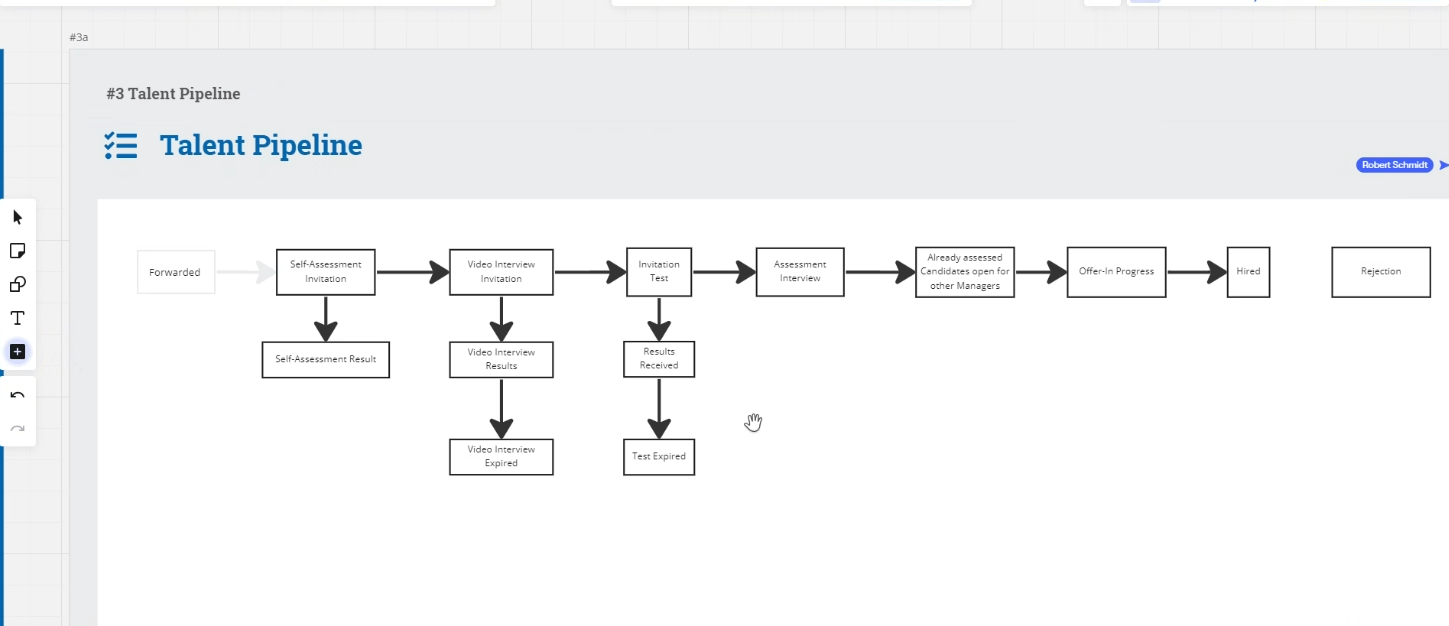 #3a
#3 Talent Pipeline
Talent Pipeline
Robert Schmidt
Forwarded
Self-Assessment
Invitation
Video Interview
Invitation
Invitation
Test
Assessment
Interview
Already assessed
Candidates open for
other Managers
Offer-In Progress
Hired
Rejection
Self-Assessment Result
Video Interview
Results
Results
Received
Video Interview
Expired
Test Expired